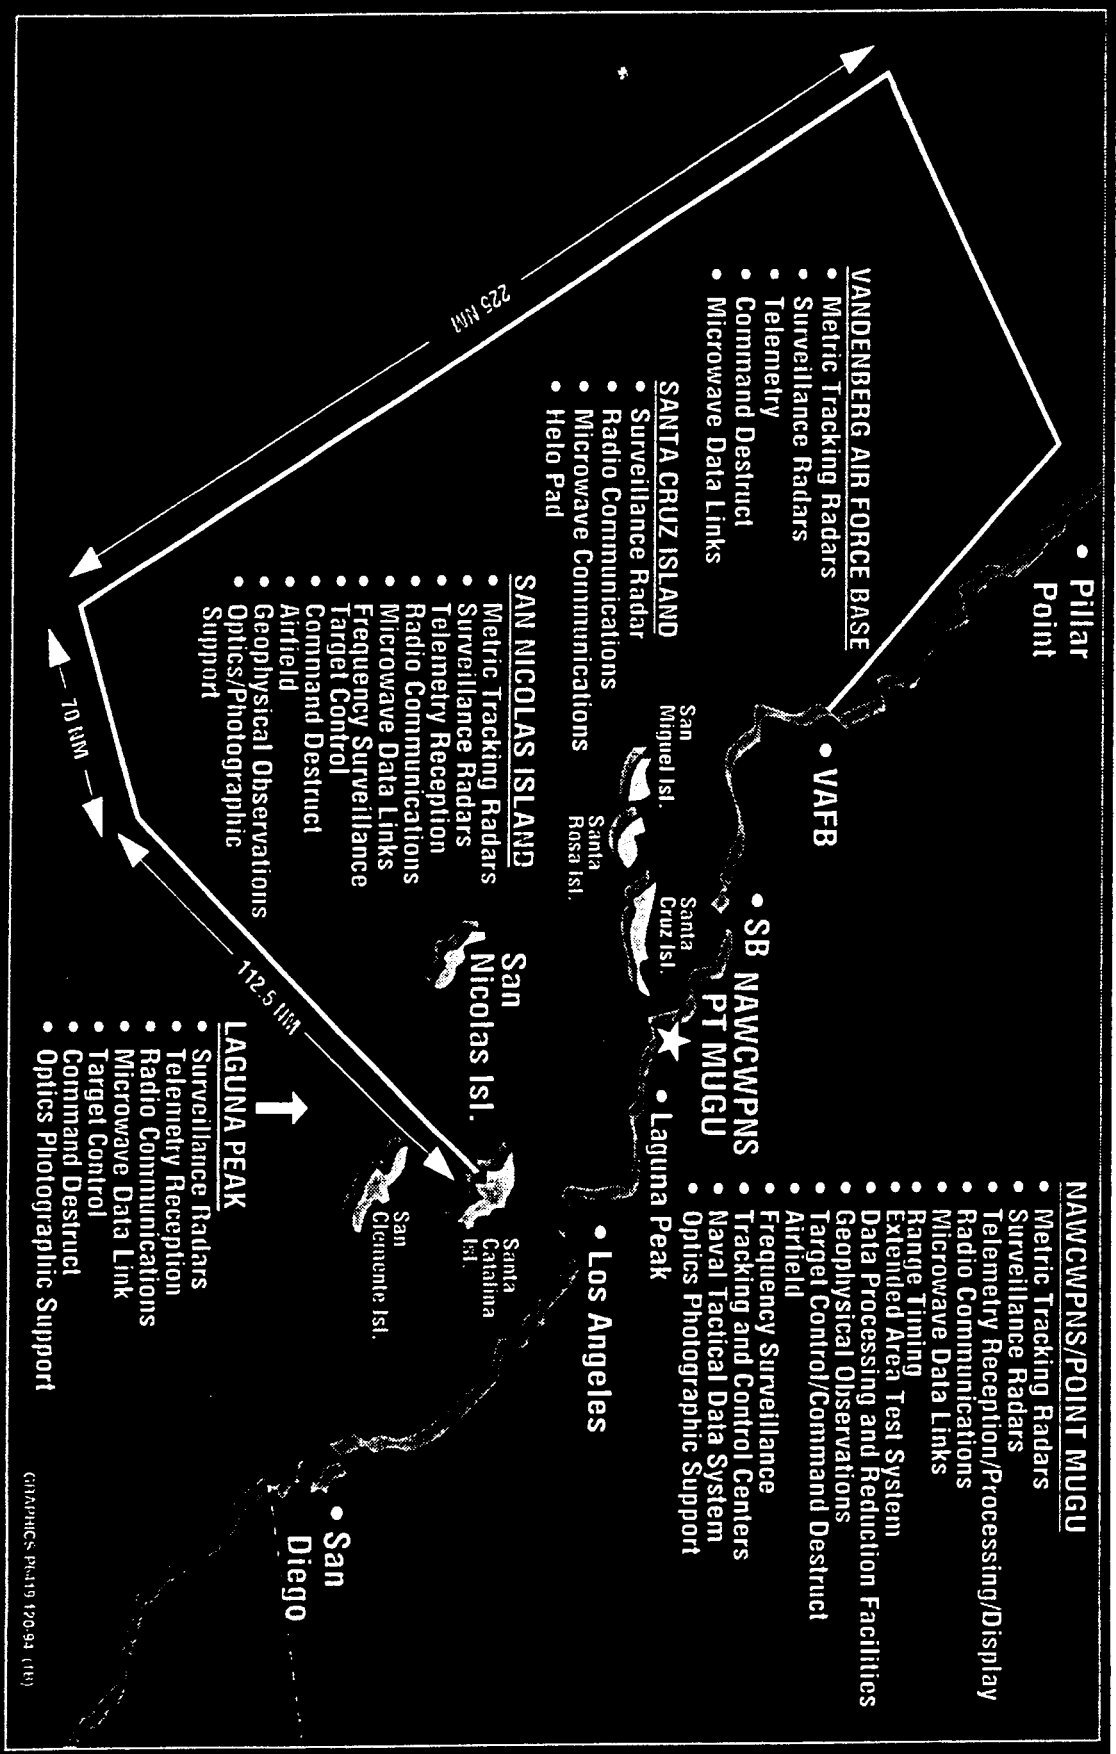 Pillar
Point
NAWCWPNS/POINT MUGU
• Metric Tracking Radars
• Surveillance Radars
• Telemetry Reception/Processing/Display
• Radio Communications
• Microwave Data Links
• Range Timing
• Extended Area Test System
• Data Processing and Reduction Facilities
• Geophysical Observations
• Target Control/Command Destruct
• Airfield
• Frequency Surveillance
• Tracking and Control Centers
• Naval Tactical Data System
• Optics Photographic Support
VANDENBERG AIR FORCE BASE
• Metric Tracking Radars
• Surveillance Radars
• Telemetry
• Command Destruct
• Microwave Data Links
VAFB
SB
NAWCWPNS
PT MUGU
Laguna Peak
Los Angeles
San
Diego
SANTA CRUZ ISLAND
• Surveillance Radar
• Radio Communications
• Microwave Communications
• Helo Pad
San
Miguel Isl.
Santa
Rosa Isl.
Santa
Cruz Isl.
San
Nicolas Isl.
Santa
Catalina
Isl.
San
Clemente Isl.
SAN NICOLAS ISLAND
• Metric Tracking Radars
• Surveillance Radars
• Telemetry Reception
• Radio Communications
• Microwave Data Links
• Frequency Surveillance
• Target Control
• Command Destruct
• Airfield
• Geophysical Observations
• Optics/Photographic
Support
225 NM
70 NM
112.5 NM
LAGUNA PEAK
• Surveillance Radars
• Telemetry Reception
• Radio Communications
• Microwave Data Link
• Target Control
• Command Destruct
• Optics Photographic Support
GRAPHICS